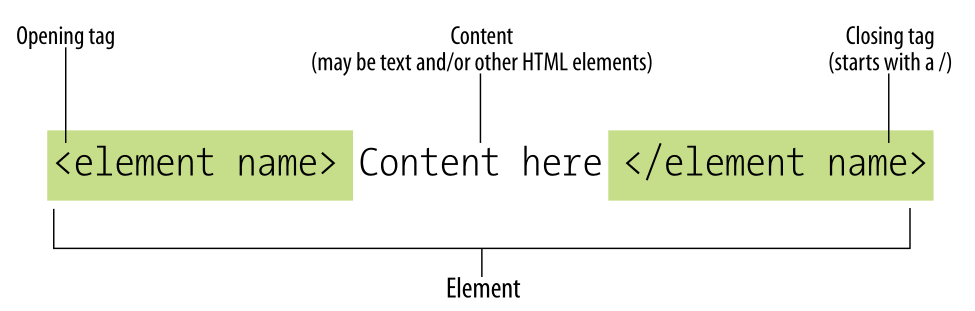 Opening tag
Content
(may be text and/or other HTML elements)
Closing tag
(starts with a /)
<element name> Content here </element name>
Element